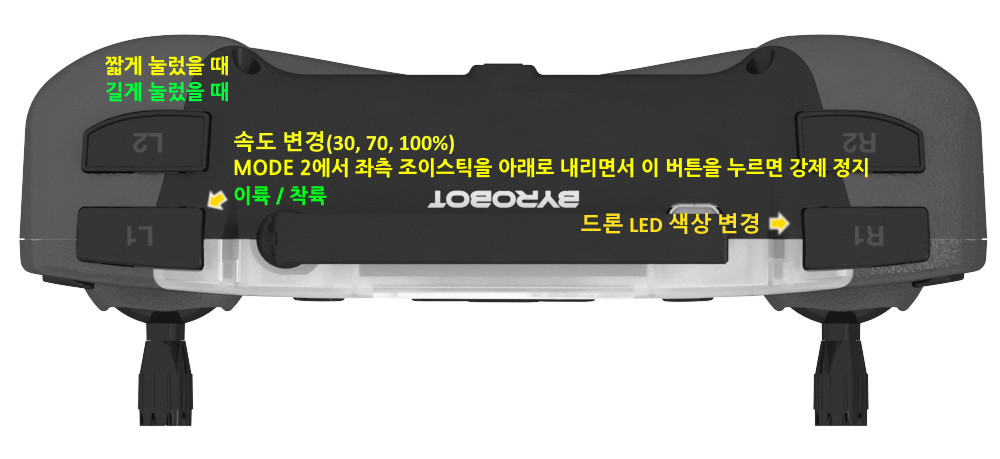 짧게 눌렀을 때
길게 눌렀을 때
L2
R2
속도 변경(30, 70, 100%)
MODE 2에서 좌측 조이스틱을 아래로 내리면서 이 버튼을 누르면 강제 정지
이륙 / 착륙
BYROBOT
드론 LED 색상 변경
L1
R1